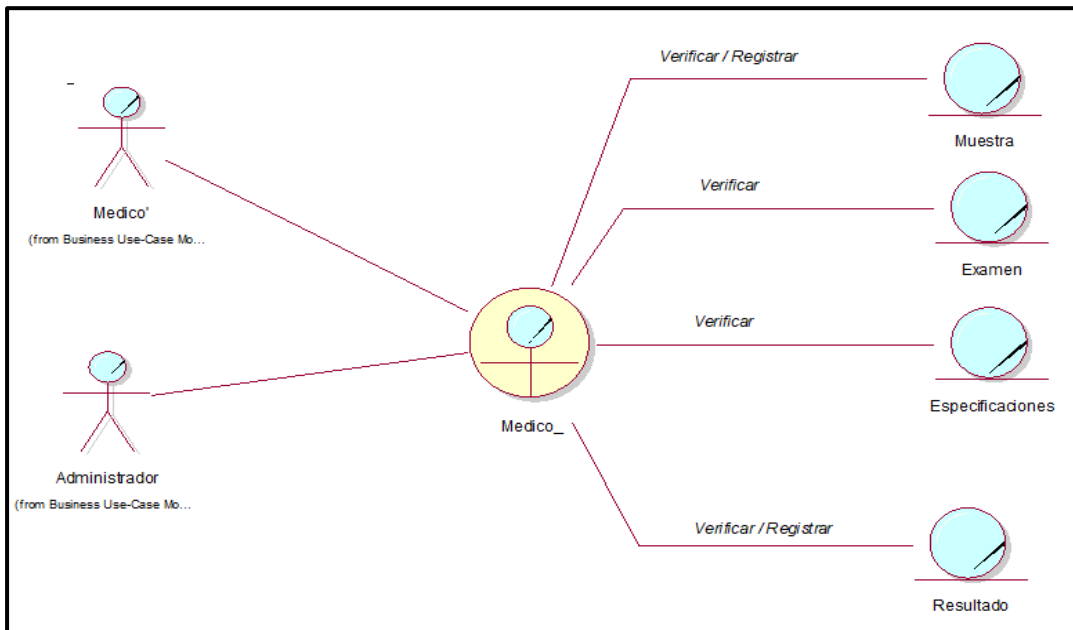 _
Medico'
(from Business Use-Case Mo...
Administrador
(from Business Use-Case Mo...
Medico_
Verificar / Registrar
Muestra
Verificar
Examen
Verificar
Especificaciones
Verificar / Registrar
Resultado